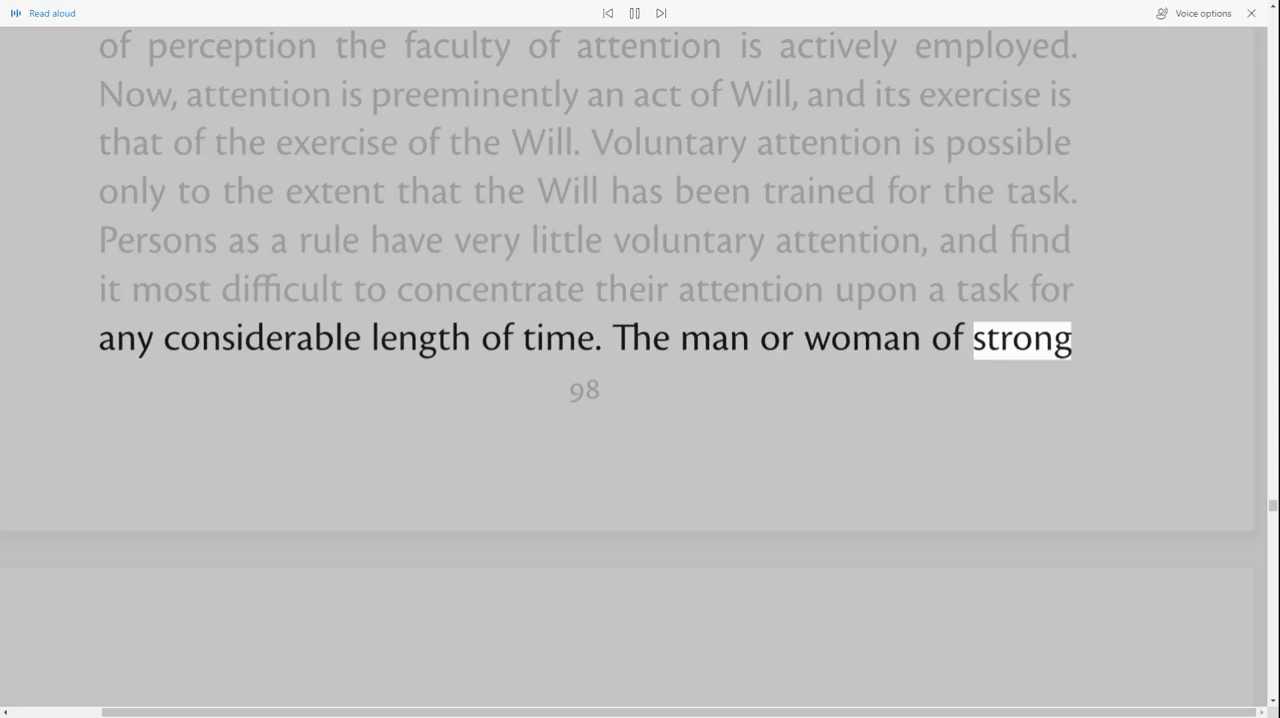 Read aloud
Voice options
of perception the faculty of attention is actively employed.
Now, attention is preeminently an act of Will, and its exercise is
that of the exercise of the Will. Voluntary attention is possible
only to the extent that the Will has been trained for the task.
Persons as a rule have very little voluntary attention, and find
it most difficult to concentrate their attention upon a task for
any considerable length of time. The man or woman of strong
98